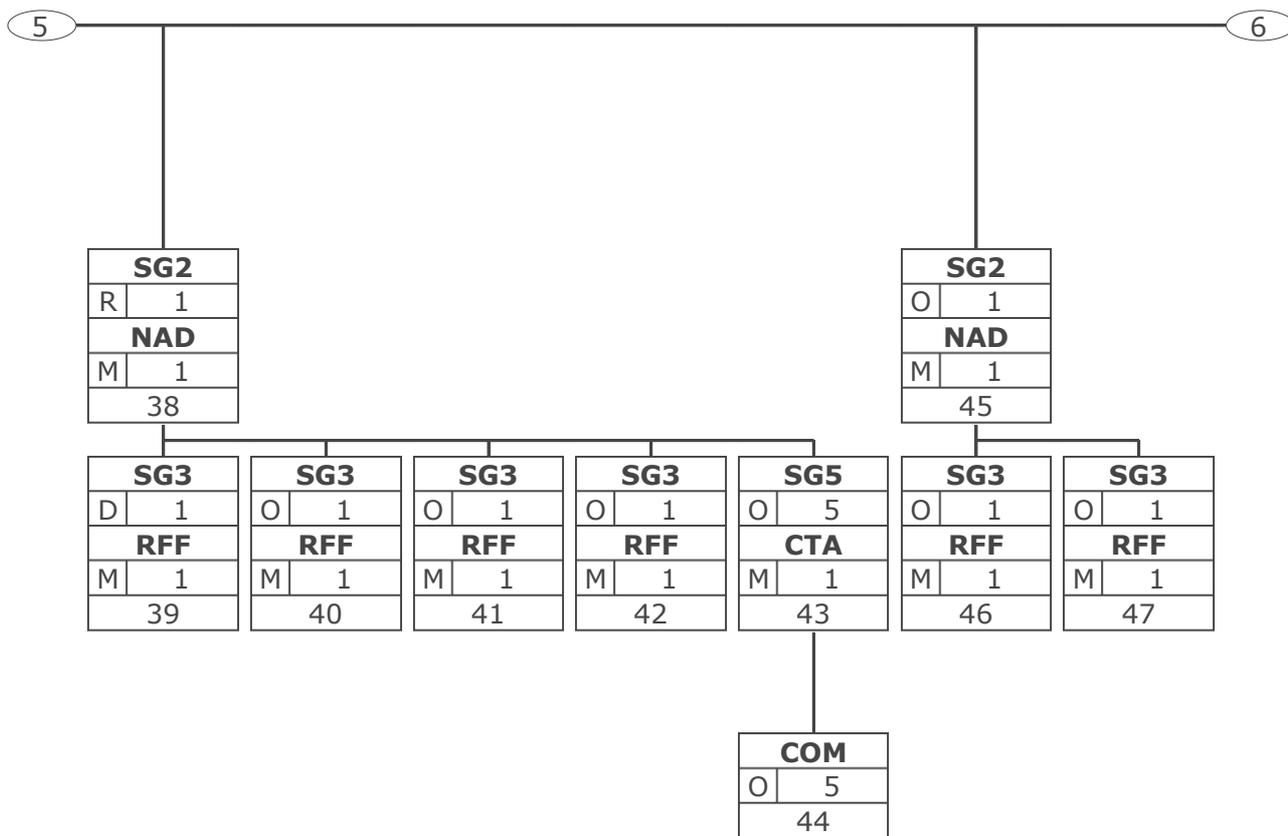 5 6
SG2
R 1
NAD
M 1
38
SG2
O 1
NAD
M 1
45
SG3
D 1
RFF
M 1
39
SG3
O 1
RFF
M 1
40
SG3
O 1
RFF
M 1
41
SG3
O 1
RFF
M 1
42
SG5
O 5
CTA
M 1
43
SG3
O 1
RFF
M 1
46
SG3
O 1
RFF
M 1
47
COM
O 5
44